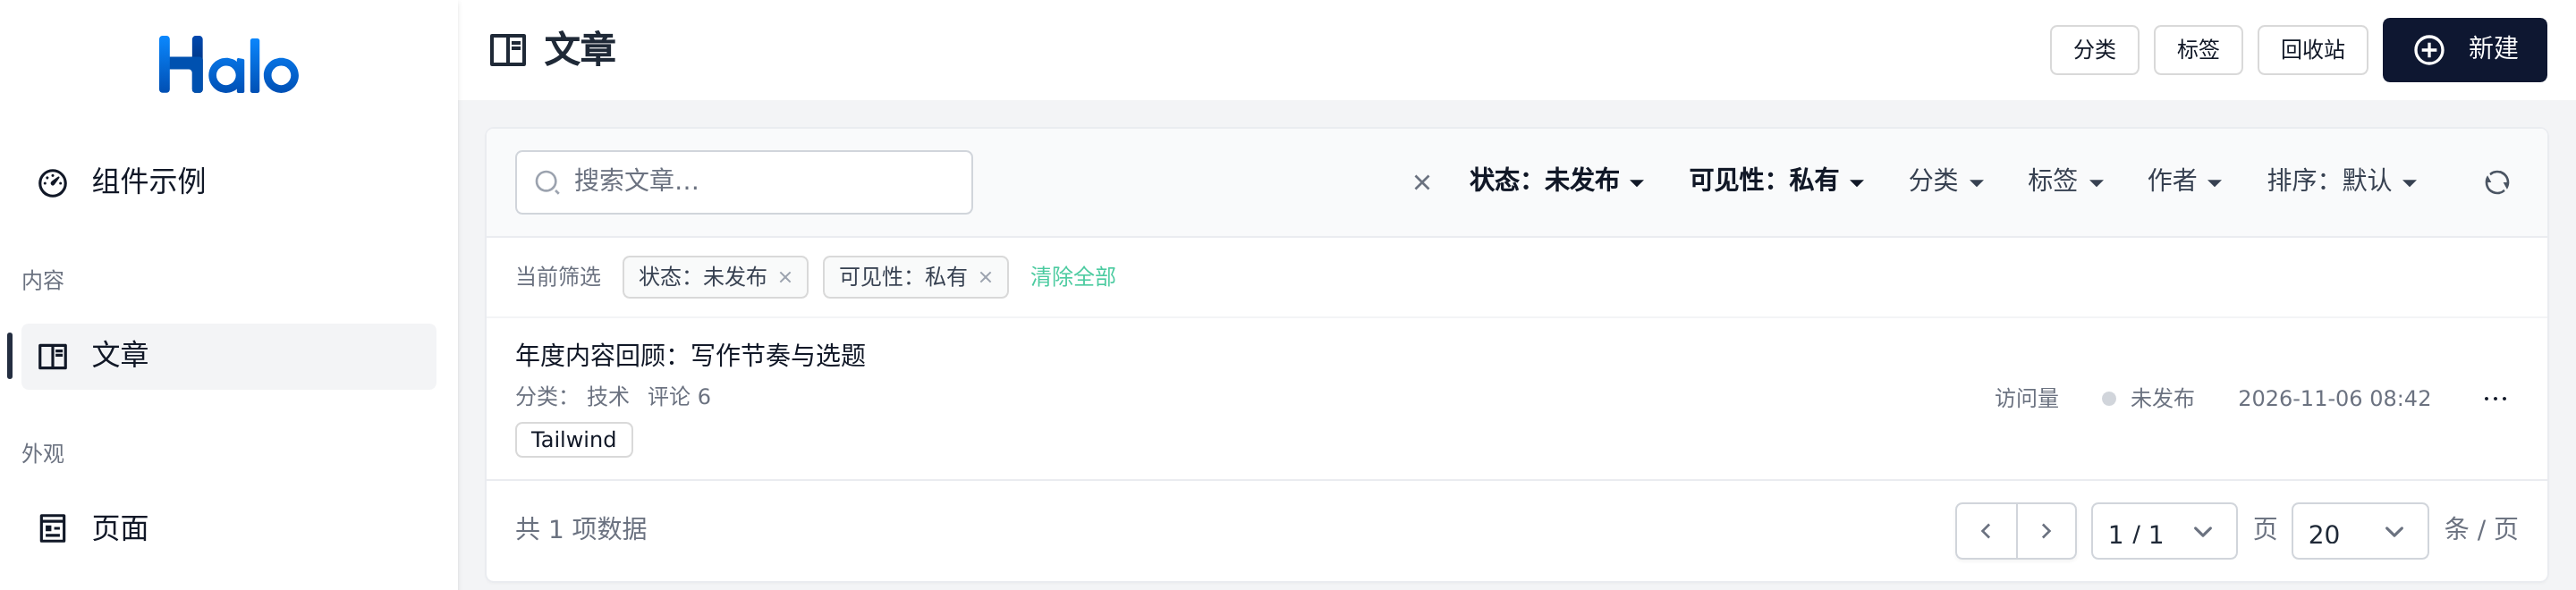 Halo
组件示例
内容
文章
外观
页面
文章
分类 标签 回收站 新建
搜索文章... 状态：未发布 可见性：私有 分类 标签 作者 排序：默认
当前筛选 状态：未发布 可见性：私有 清除全部
年度内容回顾：写作节奏与选题
分类： 技术 评论 6
访问量 未发布 2026-11-06 08:42
Tailwind
共 1 项数据 1 / 1 页 20 条 / 页